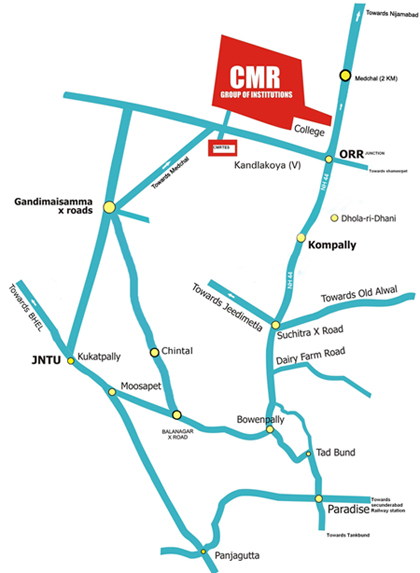 Towards Nijamabad
CMR
GROUP OF INSTITUTIONS
Medchal (2 KM)
College
CMRTES
ORR JUNCTION
Kandlakoya (V)
Towards shameerpet
Towards Medchal
NH 44
Gandimaisamma
x roads
Dhola-ri-Dhani
Kompally
NH 44
Towards Jeedimetla
Towards Old Alwal
Towards BHEL
Suchitra X Road
Dairy Farm Road
Chintal
JNTU
Kukatpally
Moosapet
BALANAGAR
X ROAD
Bowenpally
Tad Bund
Paradise
Towards
secunderabad
Railway station
Towards Tankbund
Panjagutta